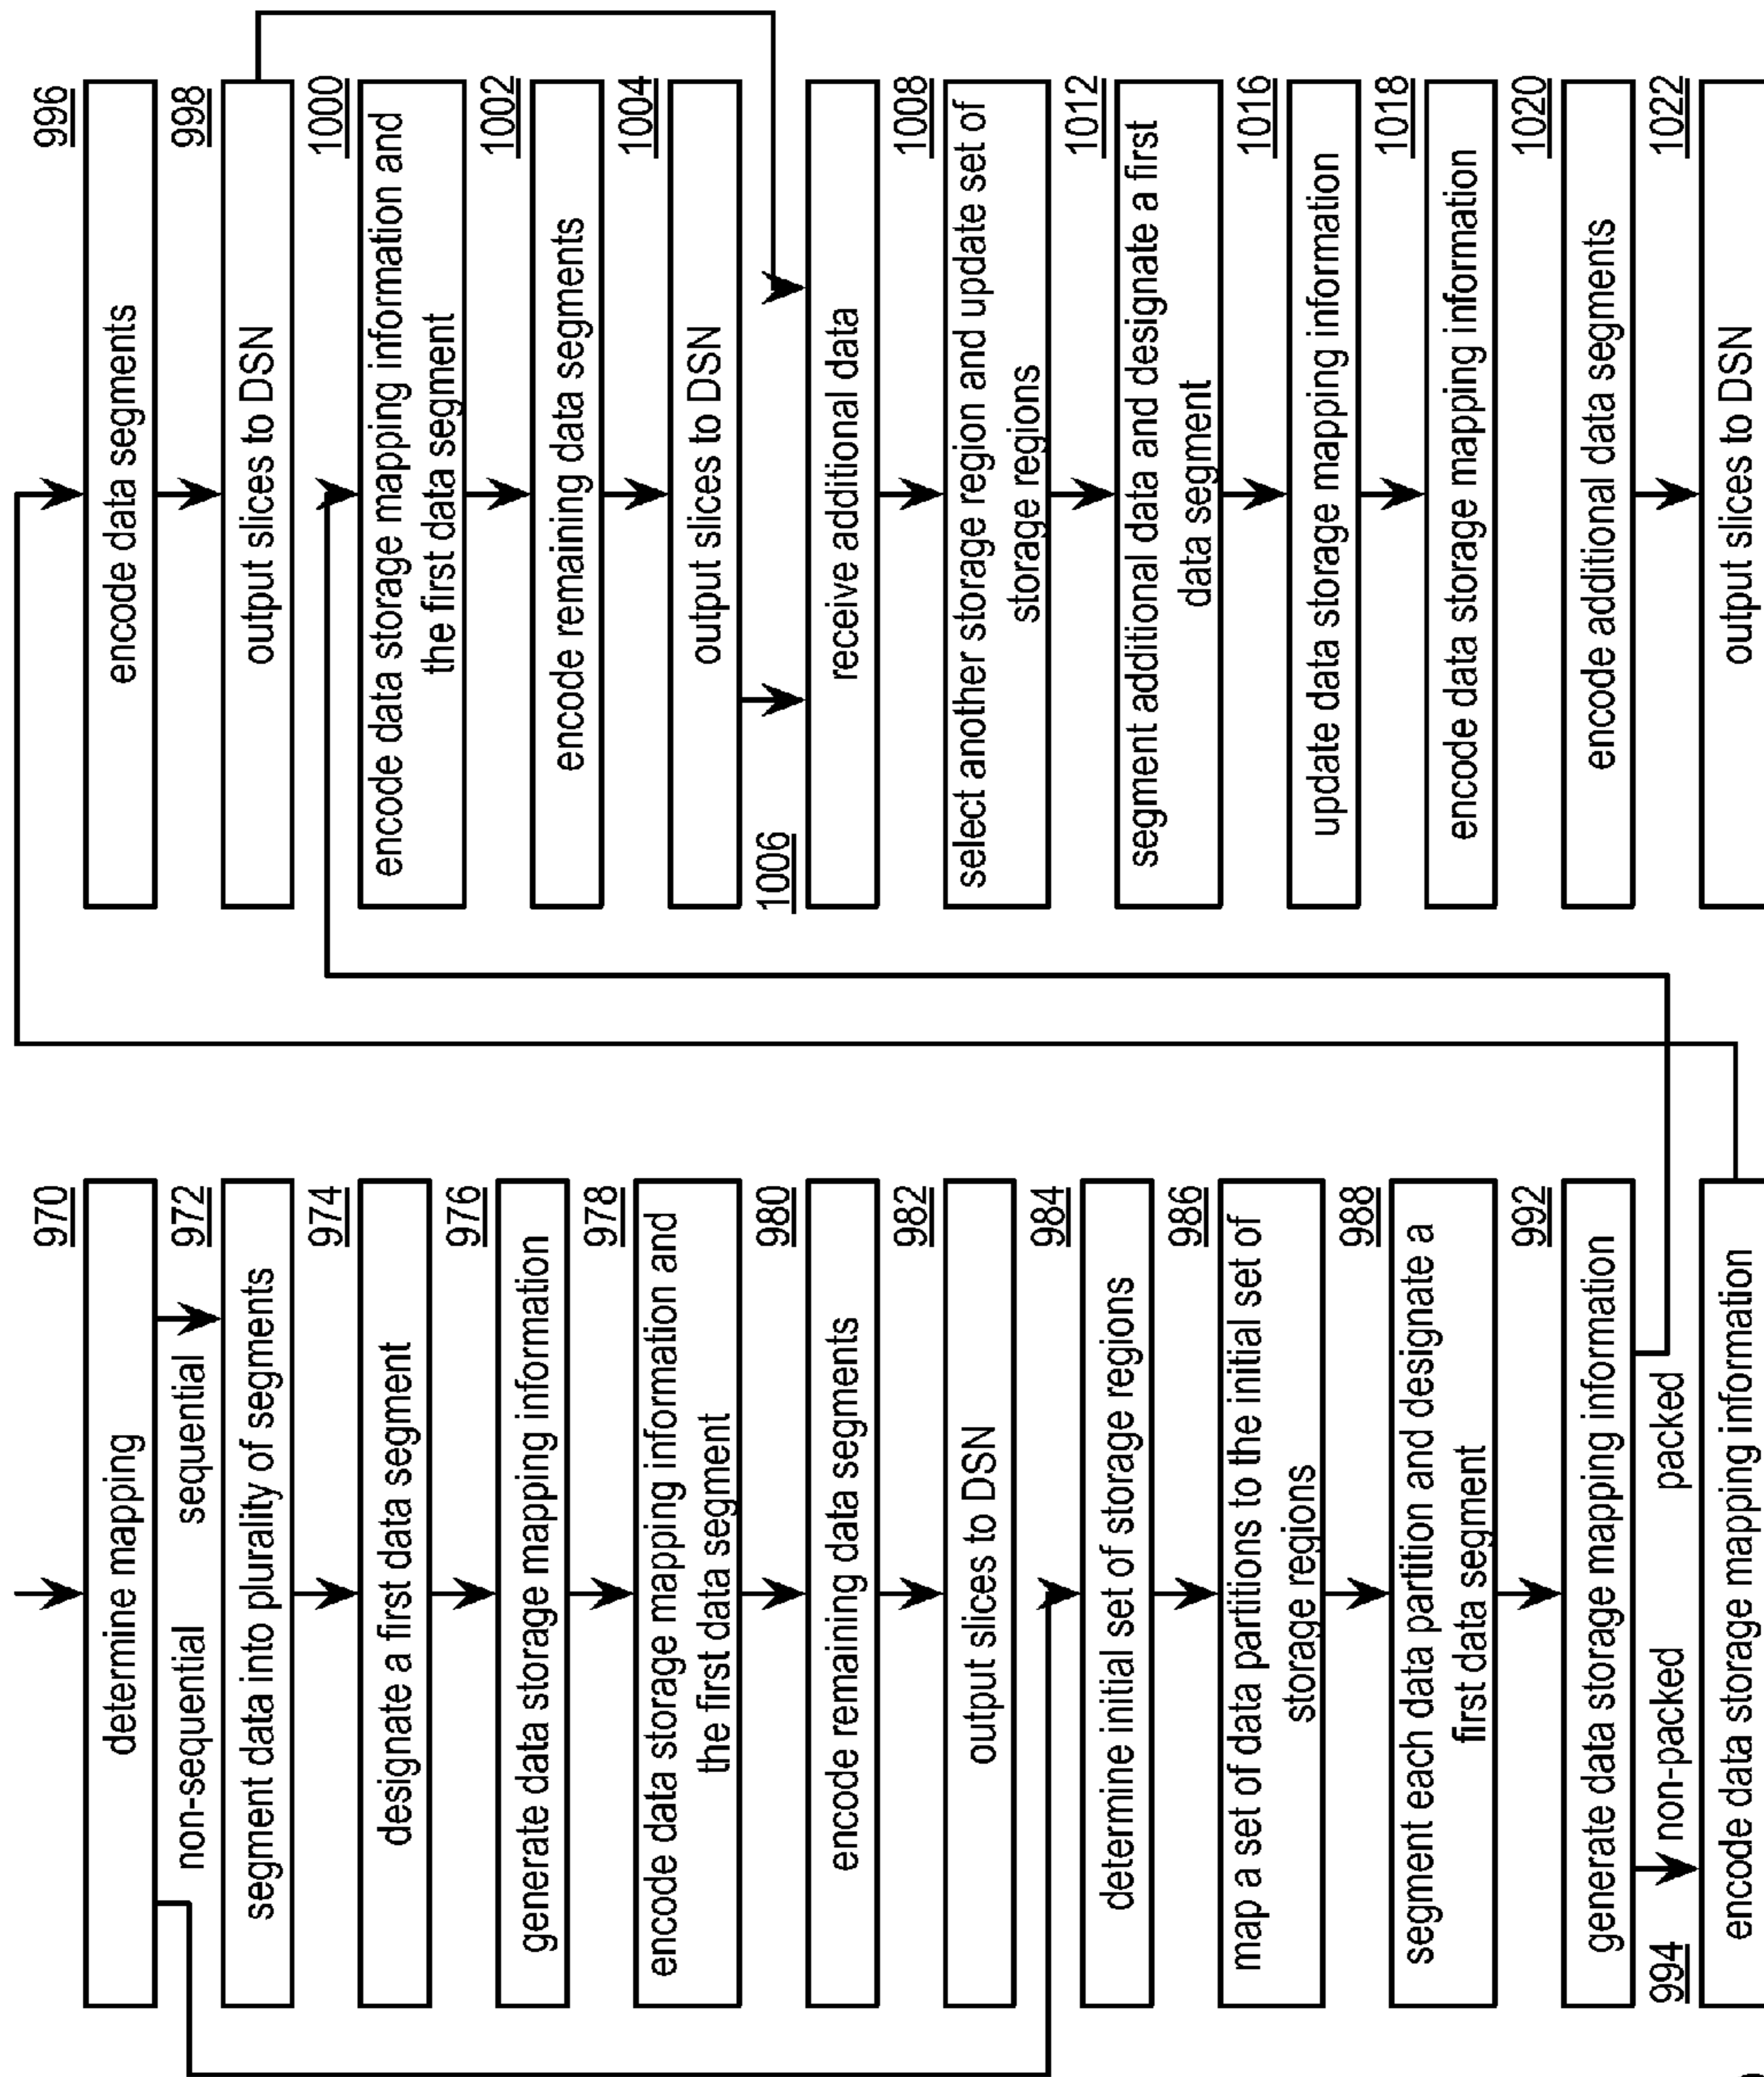 970
determine mapping
non-sequential
sequential
972
segment data into plurality of segments
974
designate a first data segment
976
generate data storage mapping information
978
encode data storage mapping information and
the first data segment
980
encode remaining data segments
982
output slices to DSN
984
determine initial set of storage regions
986
map a set of data partitions to the initial set of
storage regions
988
segment each data partition and designate a
first data segment
992
generate data storage mapping information
994
non-packed
packed
encode data storage mapping information
996
encode data segments
998
output slices to DSN
1000
encode data storage mapping information and
the first data segment
1002
encode remaining data segments
1004
output slices to DSN
1006
receive additional data
1008
select another storage region and update set of
storage regions
1012
segment additional data and designate a first
data segment
1016
update data storage mapping information
1018
encode data storage mapping information
1020
encode additional data segments
1022
output slices to DSN